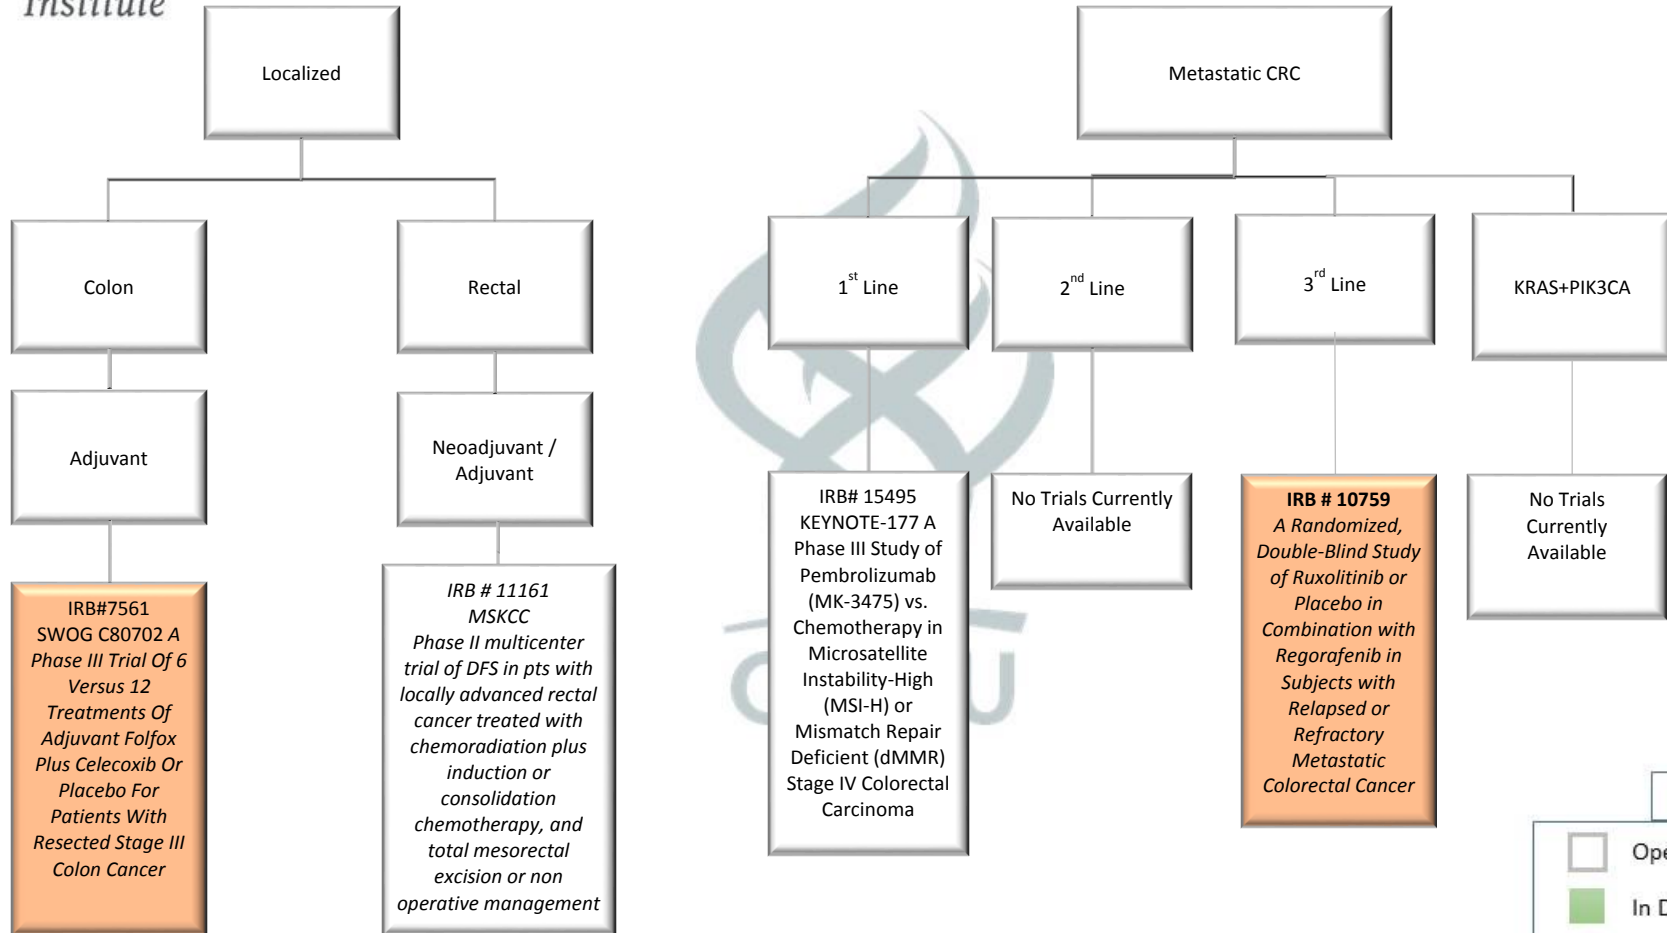 Institute
Localized
Metastatic CRC
Colon
Rectal
1st Line
2nd Line
3rd Line
KRAS+PIK3CA
Adjuvant
Neoadjuvant /
Adjuvant
IRB#7561
SWOG C80702 A
Phase III Trial Of 6
Versus 12
Treatments Of
Adjuvant Folfox
Plus Celecoxib Or
Placebo For
Patients With
Resected Stage III
Colon Cancer
IRB # 11161
MSKCC
Phase II multicenter
trial of DFS in pts with
locally advanced rectal
cancer treated with
chemoradiation plus
induction or
consolidation
chemotherapy, and
total mesorectal
excision or non
operative management
IRB# 15495
KEYNOTE-177 A
Phase III Study of
Pembrolizumab
(MK-3475) vs.
Chemotherapy in
Microsatellite
Instability-High
(MSI-H) or
Mismatch Repair
Deficient (dMMR)
Stage IV Colorectal
Carcinoma
No Trials Currently
Available
IRB # 10759
A Randomized,
Double-Blind Study
of Ruxolitinib or
Placebo in
Combination with
Regorafenib in
Subjects with
Relapsed or
Refractory
Metastatic
Colorectal Cancer
No Trials
Currently
Available
Ope
In D